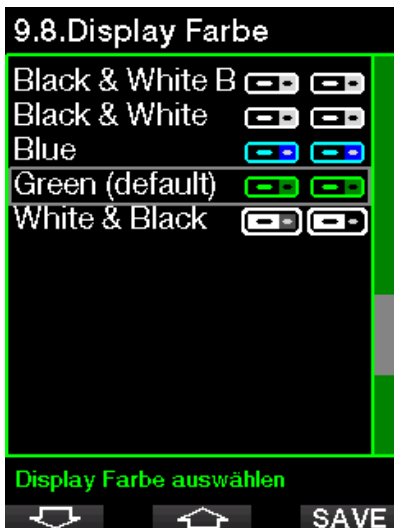 9.8.Display Farbe
Black & White B
Black & White
Blue
Green (default)
White & Black
Display Farbe auswählen
SAVE